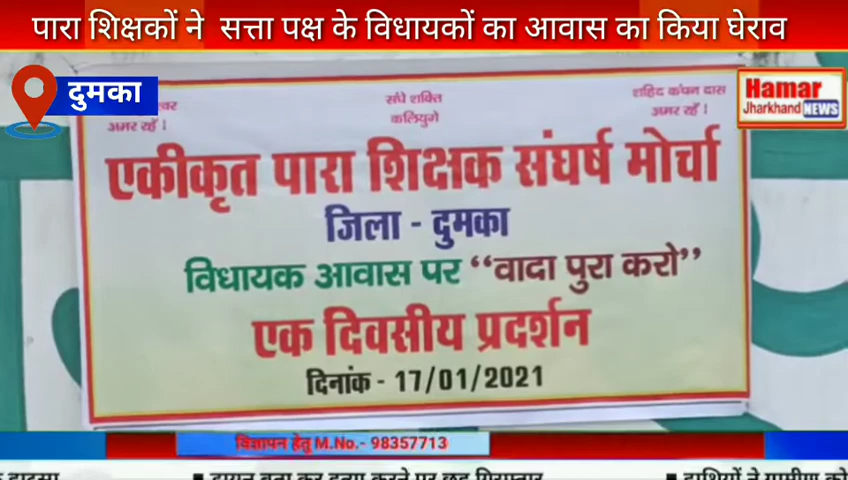 पारा शिक्षकों ने सत्ता पक्ष के विधायकों का आवास का किया घेराव
दुमका
Hamar
Jharkhand NEWS
अमर रहें !
संघे शक्ति
कलियुगे
शहिद कंपन दास
अमर रहें !
एकीकृत पारा शिक्षक संघर्ष मोर्चा
जिला - दुमका
विधायक आवास पर “वादा पुरा करो”
एक दिवसीय प्रदर्शन
दिनांक - 17/01/2021
विज्ञापन हेतु M.No.- 98357713